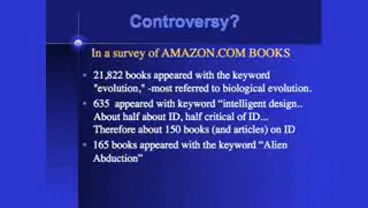 Controversy?
In a survey of AMAZON.COM BOOKS
21,822 books appeared with the keyword
"evolution," -most referred to biological evolution.
635 appeared with keyword “intelligent design..
About half about ID, half critical of ID...
Therefore about 150 books (and articles) on ID
165 books appeared with the keyword “Alien
Abduction”